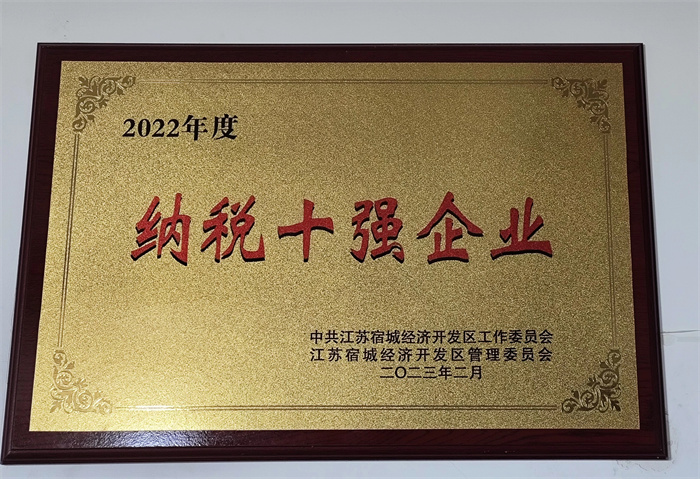 2022年度
纳税十强企业
中共江苏宿城经济开发区工作委员会
江苏宿城经济开发区管理委员会
二〇二三年二月